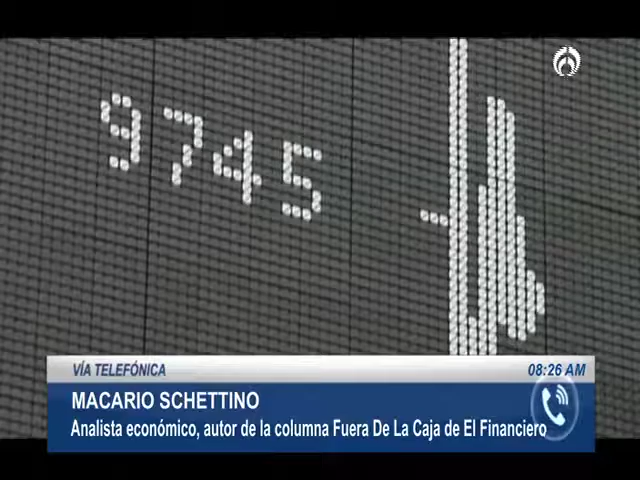 9745
VÍA TELEFÓNICA 08:26 AM
MACARIO SCHETTINO
Analista económico, autor de la columna Fuera De La Caja de El Financiero